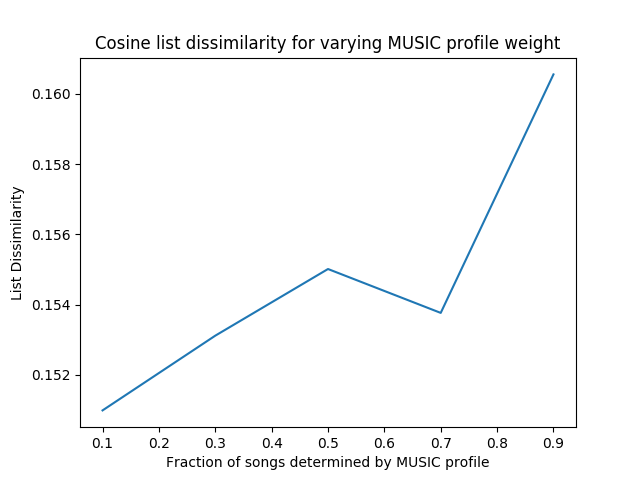 Cosine list dissimilarity for varying MUSIC profile weight
0.160
0.158
0.156
0.154
0.152
List Dissimilarity
0.1 0.2 0.3 0.4 0.5 0.6 0.7 0.8 0.9
Fraction of songs determined by MUSIC profile